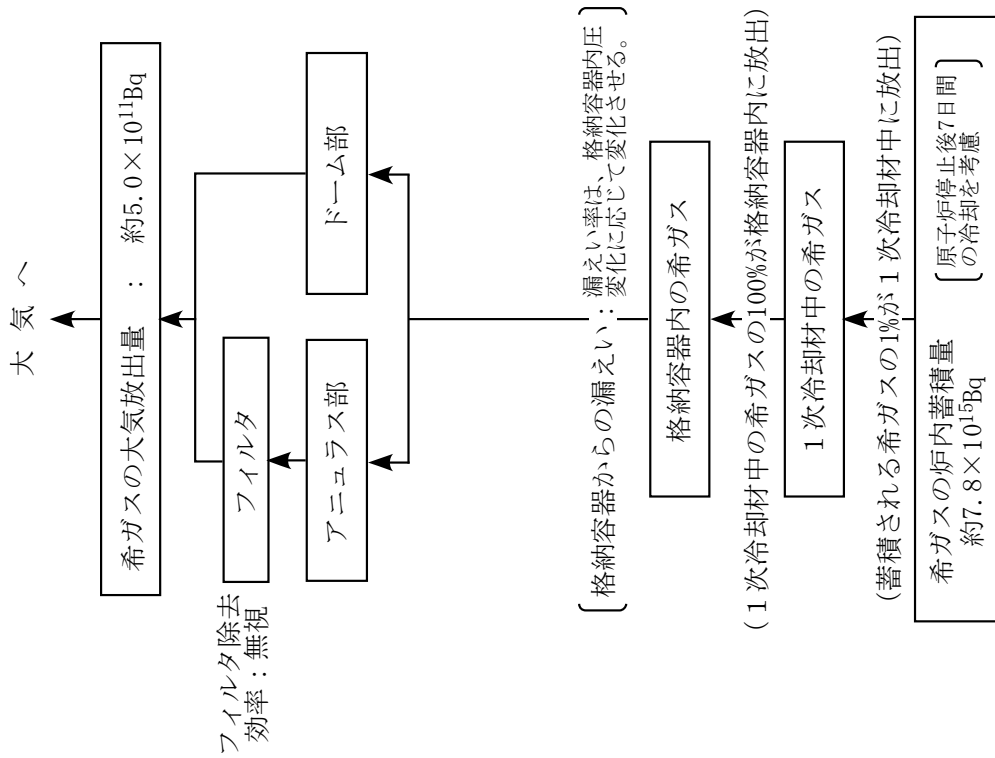 大 気 へ
希ガスの大気放出量 : 約5.0×10¹¹Bq
フィルタ除去
効率:無視
フィルタ
アニュラス部
ドーム部
格納容器からの漏えい:漏えい率は、格納容器内圧
変化に応じて変化させる。
格納容器内の希ガス
(1次冷却材中の希ガスの100%が格納容器内に放出)
1次冷却材中の希ガス
(蓄積される希ガスの1%が1次冷却材中に放出)
希ガスの炉内蓄積量
約7.8×10¹⁵Bq
原子炉停止後7日間
の冷却を考慮